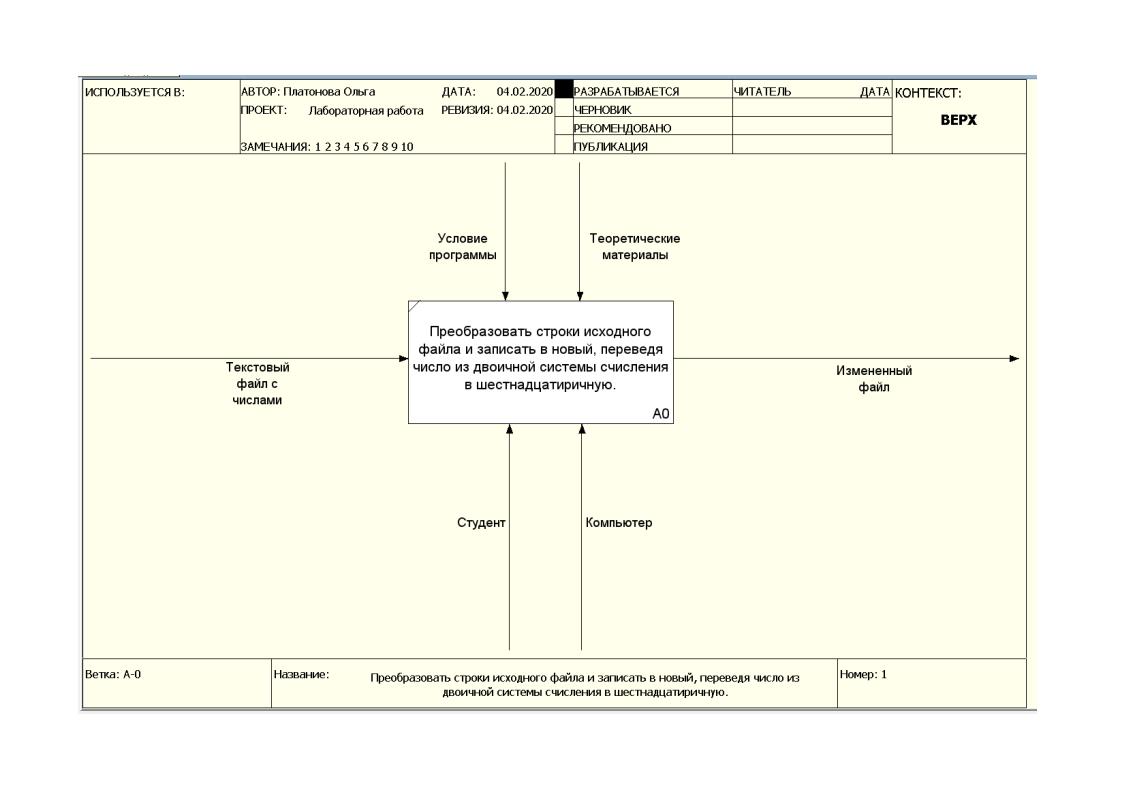 ИСПОЛЬЗУЕТСЯ В:
АВТОР: Платонова Ольга
ДАТА: 04.02.2020
ПРОЕКТ: Лабораторная работа
РЕВИЗИЯ: 04.02.2020
ЗАМЕЧАНИЯ: 1 2 3 4 5 6 7 8 9 10
РАЗРАБАТЫВАЕТСЯ
ЧЕРНОВИК
РЕКОМЕНДОВАНО
ПУБЛИКАЦИЯ
ЧИТАТЕЛЬ
ДАТА
КОНТЕКСТ:
ВЕРХ
Условие
программы
Теоретические
материалы
Преобразовать строки исходного
файла и записать в новый, переведя
число из двоичной системы счисления
в шестнадцатиричную.
A0
Текстовый
файл с
числами
Измененный
файл
Студент
Компьютер
Ветка: A-0
Название:
Преобразовать строки исходного файла и записать в новый, переведя число из
двоичной системы счисления в шестнадцатиричную.
Номер: 1